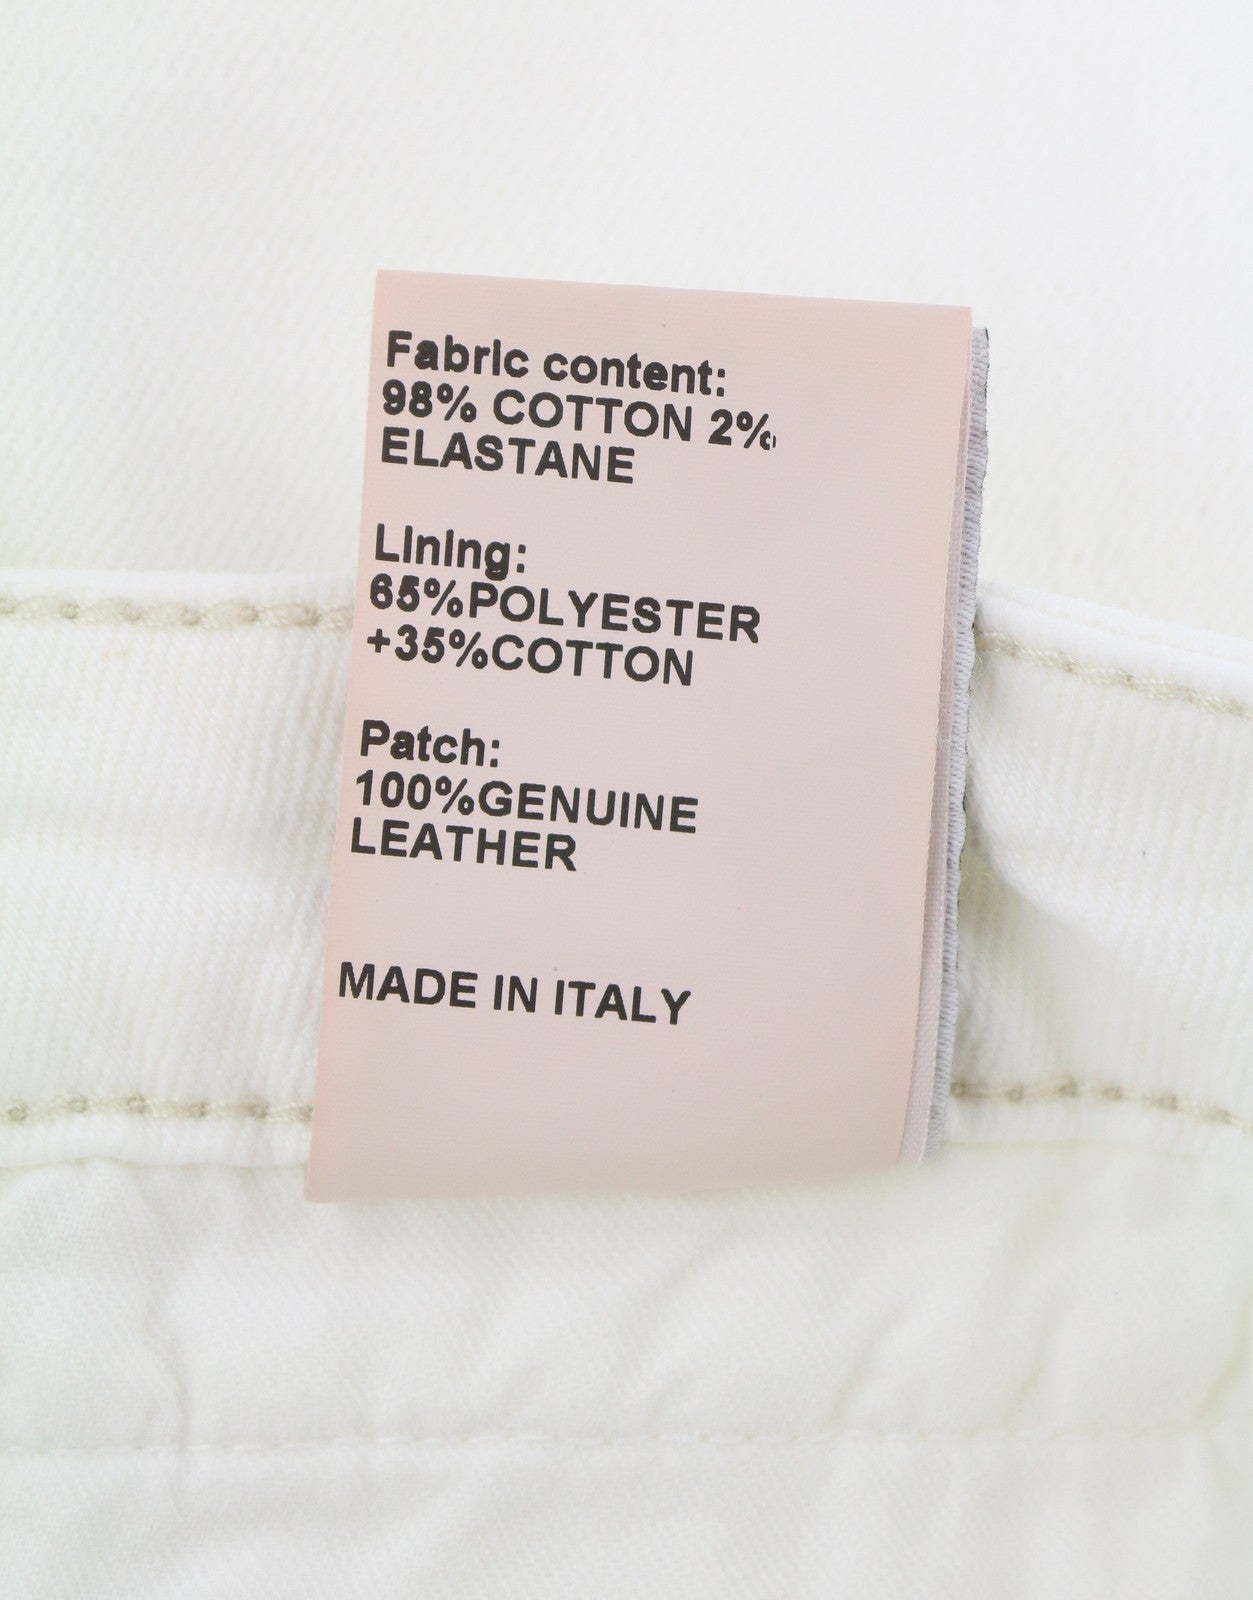 Fabric content:
98% COTTON 2%
ELASTANE
Lining:
65%POLYESTER
+35%COTTON
Patch:
100%GENUINE
LEATHER
MADE IN ITALY